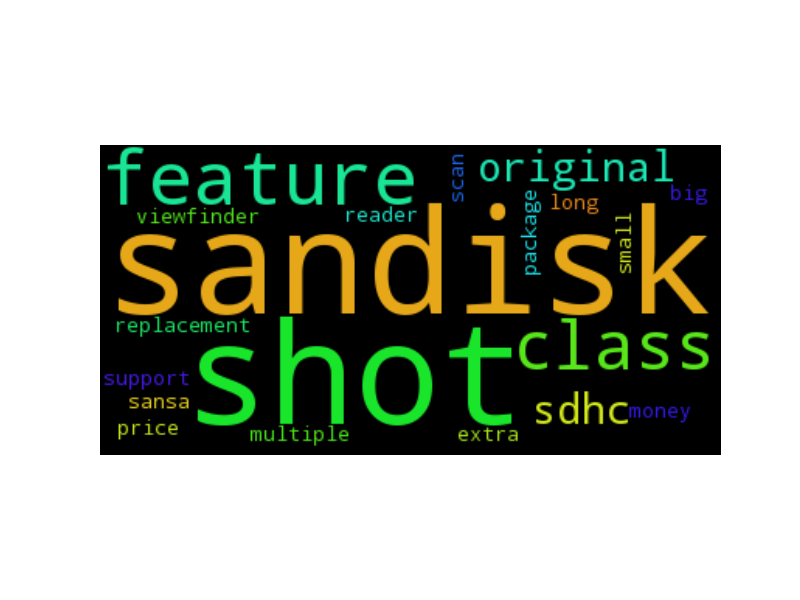 feature
scan
original
big
viewfinder
reader
package
long
small
sandisk
replacement
shot
class
support
sansa
sdhc
money
price
multiple
extra